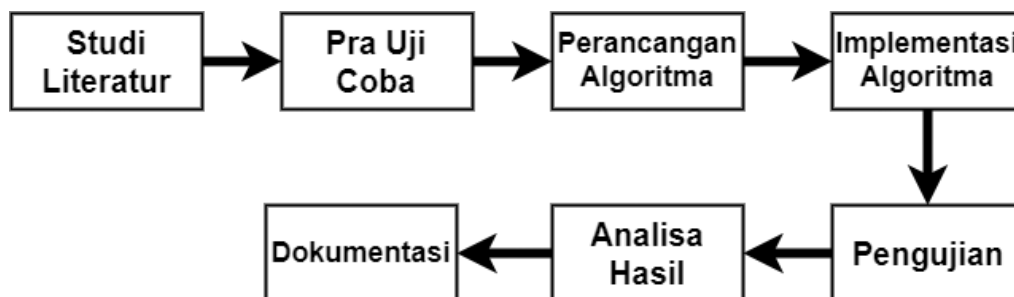 Studi
Literatur
Pra Uji
Coba
Perancangan
Algoritma
Implementasi
Algoritma
Pengujian
Analisa
Hasil
Dokumentasi